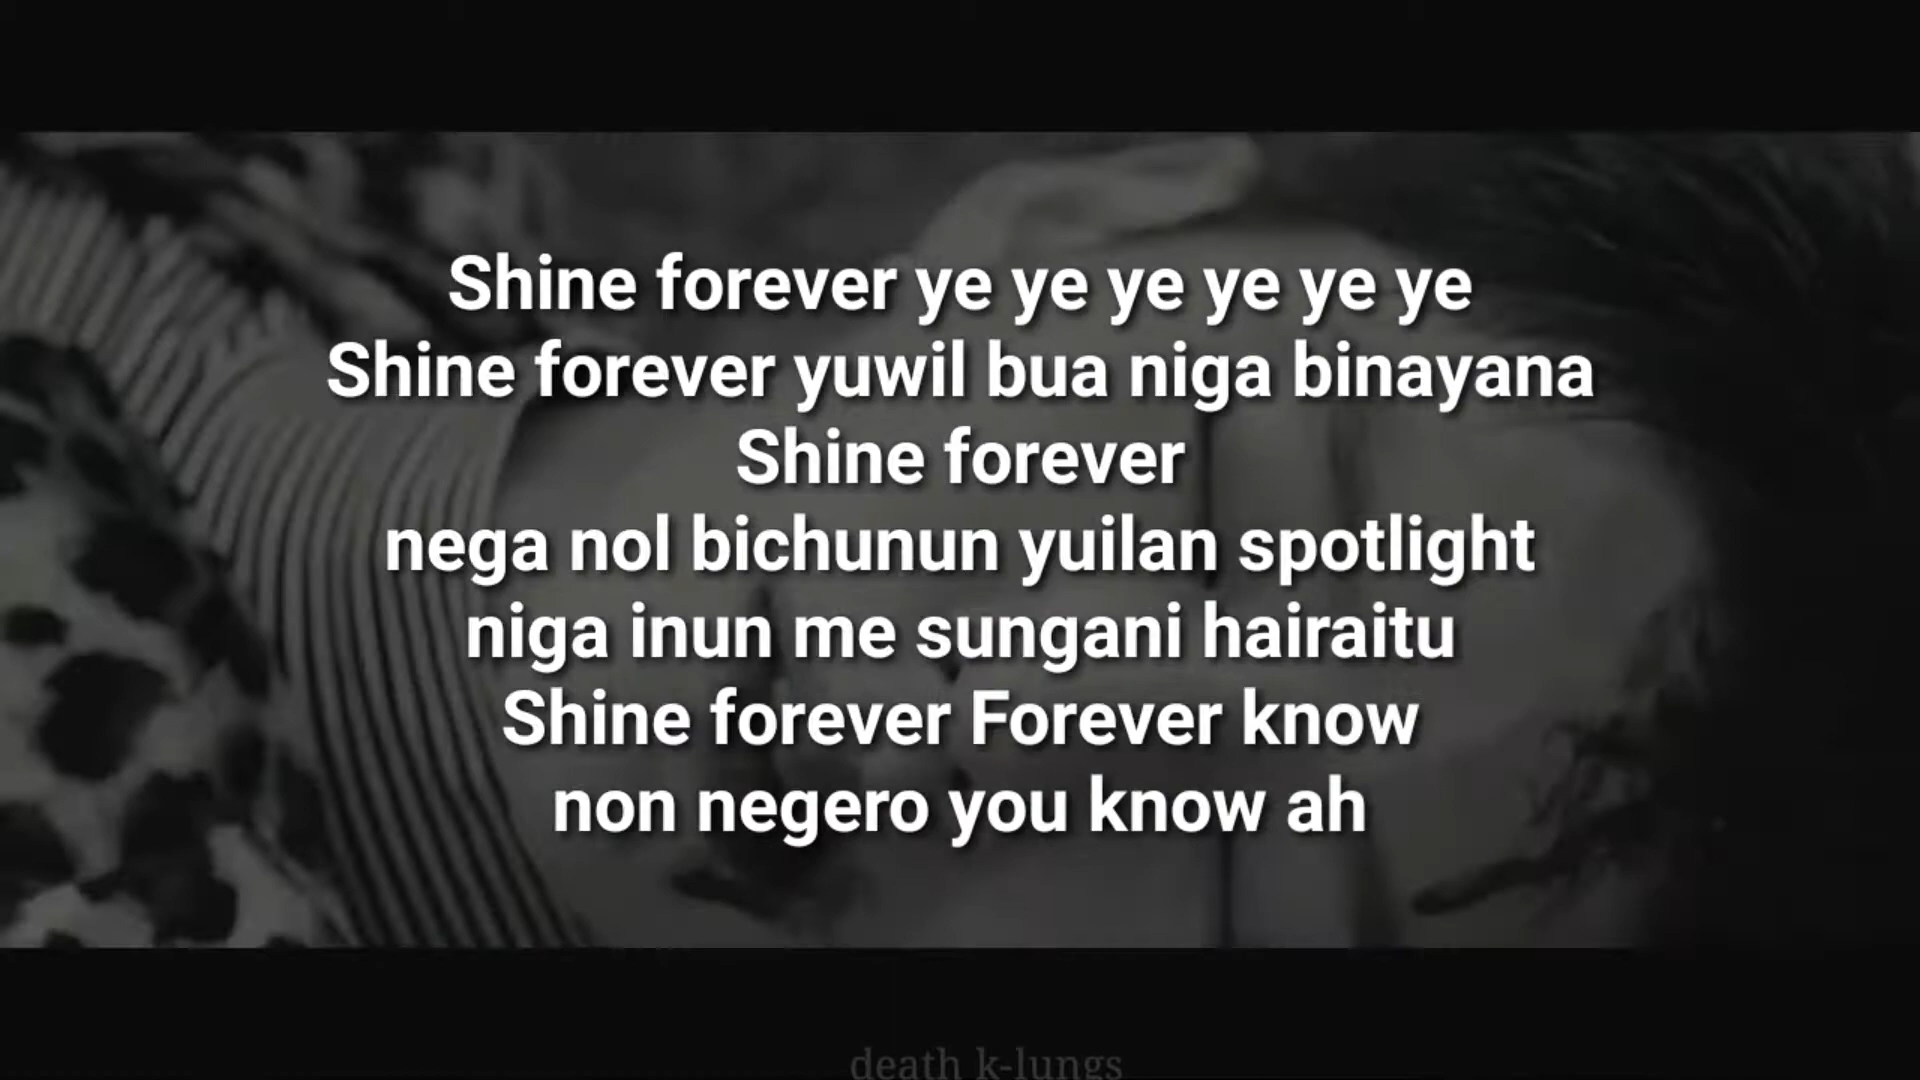 Shine forever ye ye ye ye ye ye
Shine forever yuwil bua niga binayana
Shine forever
nega nol bichunun yuilan spotlight
niga inun me sungani hairaitu
Shine forever Forever know
non negero you know ah
death k-lungs